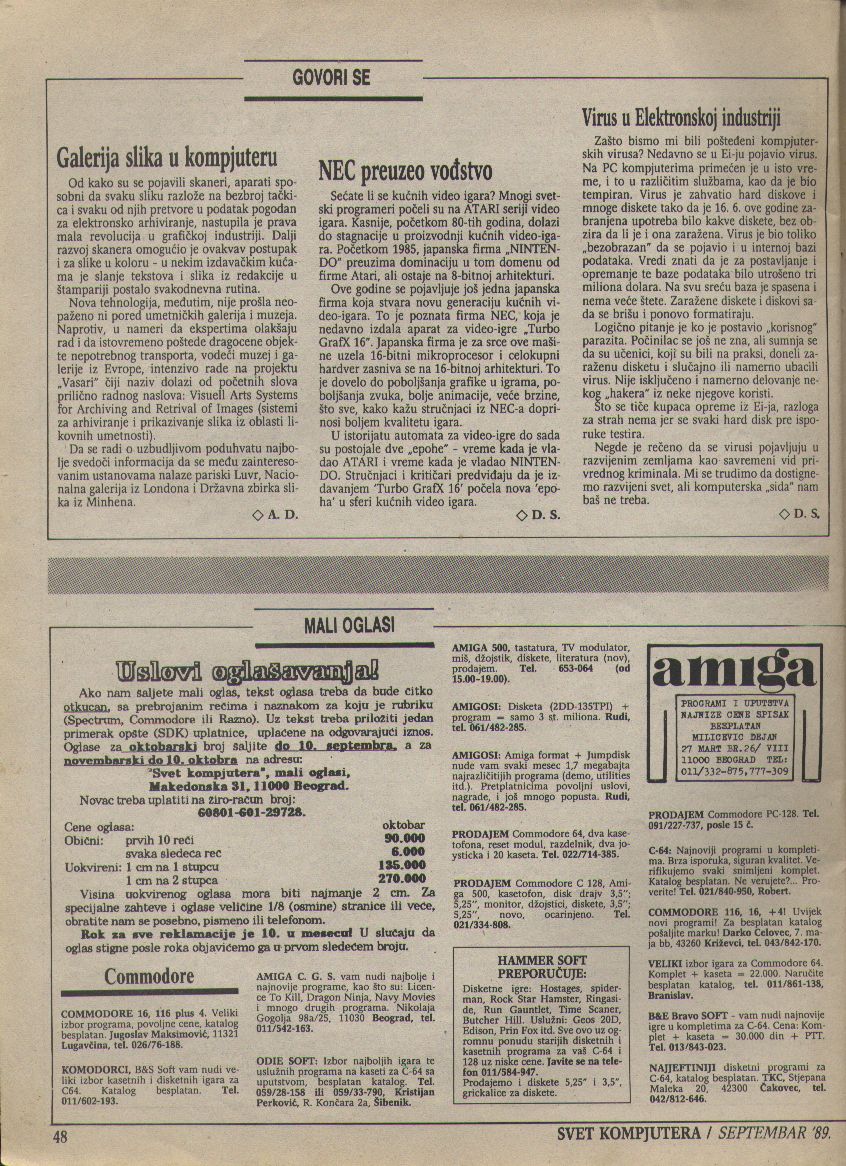 GOVORI SE
Galerija slika u kompjuteru
Od kako su se pojavili skaneri, aparati spo-
sobni da svaku sliku razlože na bezbroj tački-
ca i svaku od njih pretvore u podatak pogodan
za elektronsko arhiviranje, nastupila je prava
mala revolucija u grafičkoj industriji. Dalji
razvoj skanera omogućio je ovakav postupak
i za slike u koloru - u nekim izdavačkim kuća-
ma je slanje tekstova i slika iz redakcije u
štampariji postalo svakodnevna rutina.
Nova tehnologija, međutim, nije prošla neo-
paženo ni pored umetničkih galerija i muzeja.
Naprotiv, u nameri da ekspertima olakšaju
rad i da istovremeno poštede dragocene objek-
te nepotrebnog transporta, vodeći muzej i ga-
lerije iz Evrope, intenzivo rade na projektu
„Vasari" čiji naziv dolazi od početnih slova
prilično radnog naslova: Visuell Arts Systems
for Archiving and Retrival of Images (sistemi
za arhiviranje i prikazivanje slika iz oblasti li-
kovnih umetnosti).
Da se radi o uzbudljivom poduhvatu najbo-
lje svedoči informacija da se među zaintereso-
vanim ustanovama nalaze pariski Luvr, Nacio-
nalna galerija iz Londona i Državna zbirka sli-
ka iz Minhena.
◇ A. D.
NEC preuzeo vođstvo
Sećate li se kućnih video igara? Mnogi svet-
ski programeri počeli su na ATARI seriji video
igara. Kasnije, početkom 80-tih godina, dolazi
do stagnacije u proizvodnji kućnih video-iga-
ra. Početkom 1985, japanska firma „NINTEN-
DO" preuzima dominaciju u tom domenu od
firme Atari, ali ostaje na 8-bitnoj arhitekturi.
Ove godine se pojavljuje još jedna japanska
firma koja stvara novu generaciju kućnih vi-
deo-igara. To je poznata firma NEC, koja je
nedavno izdala aparat za video-igre „Turbo
GrafX 16". Japanska firma je za srce ove maši-
ne uzela 16-bitni mikroprocesor i celokupni
hardver zasniva se na 16-bitnoj arhitekturi. To
je dovelo do poboljšanja grafike u igrama, po-
boljšanja zvuka, bolje animacije, veće brzine,
što sve, kako kažu stručnjaci iz NEC-a dopri-
nosi boljem kvalitetu igara.
U istorijatu automata za video-igre do sada
su postojale dve „epohe" - vreme kada je vla-
dao ATARI i vreme kada je vladao NINTEN-
DO. Stručnjaci i kritičari predviđaju da je iz-
davanjem 'Turbo GrafX 16' počela nova 'epo-
ha' u sferi kućnih video igara.
◇ D. S.
Virus u Elektronskoj industriji
Zašto bismo mi bili pošteđeni kompjuter-
skih virusa? Nedavno se u Ei-ju pojavio virus.
Na PC kompjuterima primećen je u isto vre-
me, i to u različitim službama, kao da je bio
tempiran. Virus je zahvatio hard diskove i
mnoge diskete tako da je 16. 6. ove godine za-
branjena upotreba bilo kakve diskete, bez ob-
zira da li je i ona zaražena. Virus je bio toliko
„bezobrazan" da se pojavio i u internoj bazi
podataka. Vredi znati da je za postavljanje i
opremanje te baze podataka bilo utrošeno tri
miliona dolara. Na svu sreću baza je spasena i
nema veće štete. Zaražene diskete i diskovi sa-
da se brišu i ponovo formatiraju.
Logično pitanje je ko je postavio „korisnog"
parazita. Počinilac se još ne zna, ali sumnja se
da su učenici, koji su bili na praksi, doneli za-
raženu disketu i slučajno ili namerno ubacili
virus. Nije isključeno i namerno delovanje ne-
kog „hakera" iz neke njegove koristi.
Što se tiče kupaca opreme iz Ei-ja, razloga
za strah nema jer se svaki hard disk pre ispo-
ruke testira.
Negde je rečeno da se virusi pojavljuju u
razvijenim zemljama kao savremeni vid pri-
vrednog kriminala. Mi se trudimo da dostigne-
mo razvijeni svet, ali komputerska „sida" nam
baš ne treba.
◇ D. S.
MALI OGLASI
Uslovi oglašavanja!
Ako nam šaljete mali oglas, tekst oglasa treba da bude čitko
otkucan, sa prebrojanim rečima i naznakom za koju je rubriku
(Spectrum, Commodore ili Razno). Uz tekst treba priložiti jedan
primerak opšte (SDK) uplatnice, uplaćene na odgovarajući iznos.
Oglase za oktobarski broj šaljite do 10. septembra, a za
novembarski do 10. oktobra na adresu:
"Svet kompjutera", mali oglasi,
Makedonska 31, 11000 Beograd.
Novac treba uplatiti na žiro-račun broj:
60801-601-29728.
Cene oglasa: oktobar
Obični: prvih 10 reči 90.000
svaka sledeća reč 6.000
Uokvireni: 1 cm na 1 stupcu 135.000
1 cm na 2 stupca 270.000
Visina uokvirenog oglasa mora biti najmanje 2 cm. Za
specijalne zahteve i oglase veličine 1/8 (osmine) stranice ili veće,
obratite nam se posebno, pismeno ili telefonom.
Rok za sve reklamacije je 10. u mesecu! U slučaju da
oglas stigne posle roka objavićemo ga u prvom sledećem broju.
Commodore
COMMODORE 16, 116 plus 4. Veliki
izbor programa, povoljne cene, katalog
besplatan. Jugoslav Maksimović, 11321
Lugavčina, tel. 026/76-188.
KOMODORCI, B&S Soft vam nudi ve-
liki izbor kasetnih i disketnih igara za
C64. Katalog besplatan. Tel.
011/602-193.
AMIGA C. G. S. vam nudi najbolje i
najnovije programe, kao što su: Licen-
ce To Kill, Dragon Ninja, Navy Movies
i mnogo drugih programa. Nikolaja
Gogolja 98a/25, 11030 Beograd, tel.
011/542-163.
ODIE SOFT: Izbor najboljih igara te
uslužnih programa na kaseti za C-64 sa
uputstvom, besplatan katalog. Tel.
059/28-158 ili 059/33-790, Kristijan
Perković, R. Končara 2a, Šibenik.
AMIGA 500, tastatura, TV modulator,
miš, džojstik, diskete, literatura (nov),
prodajem. Tel. 653-064 (od
15.00-19.00).
AMIGOSI: Disketa (2DD-135TPI) +
program = samo 3 st. miliona. Rudi,
tel. 061/482-285.
AMIGOSI: Amiga format + Jumpdisk
nude vam svaki mesec 1,7 megabajta
najrazličitijih programa (demo, utilities
itd.). Pretplatnicima povoljni uslovi,
nagrade, i još mnogo popusta. Rudi,
tel. 061/482-285.
PRODAJEM Commodore 64, dva kase-
tofona, reset modul, razdelnik, dva jo-
ysticka i 20 kaseta. Tel. 022/714-385.
PRODAJEM Commodore C 128, Ami-
ga 500, kasetofon, disk drajv 3,5";
5,25", monitor, džojstici, diskete, 3,5";
5,25", novo, ocarinjeno. Tel.
021/334-808.
HAMMER SOFT
PREPORUČUJE:
Disketne igre: Hostages, spider-
man, Rock Star Hamster, Ringasi-
de, Run Gauntlet, Time Scaner,
Butcher Hill. Uslužni: Geos 20D,
Edison, Prin Fox itd. Sve ovo uz og-
romnu ponudu starijih disketnih i
kasetnih programa za vaš C-64 i
128 uz niske cene. Javite se na tele-
fon 011/584-947.
Prodajemo i diskete 5,25" i 3,5",
grickalice za diskete.
amiga
PROGRAMI I UPUTSTVA
NAJNIZE CENE SPISAK
BESPLATAN
MILICEVIC DEJAN
27 MART BR.26/ VIII
11000 BEOGRAD TEL:
011/332-875,777-309
PRODAJEM Commodore PC-128. Tel.
091/227-737, posle 15 č.
C-64: Najnoviji programi u kompleti-
ma. Brza isporuka, siguran kvalitet. Ve-
rifikujemo svaki snimljeni komplet.
Katalog besplatan. Ne verujete?... Pro-
verite! Tel. 021/840-950, Robert.
COMMODORE 116, 16, +4! Uvijek
novi programi! Za besplatan katalog
pošaljite marku! Darko Celovec, 7. ma-
ja bb, 43260 Križevci, tel. 043/842-170.
VELIKI izbor igara za Commodore 64.
Komplet + kaseta = 22.000. Naručite
besplatan katalog, tel. 011/861-138,
Branislav.
B&E Bravo SOFT - vam nudi najnovije
igre u kompletima za C-64. Cena: Kom-
plet + kaseta = 30.000 din + PTT.
Tel. 013/843-023.
NAJJEFTINIJI disketni programi za
C-64, katalog besplatan. TKC, Stjepana
Maleka 20, 42300 Čakovec, tel.
042/812-646.
48
SVET KOMPJUTERA / SEPTEMBAR '89.